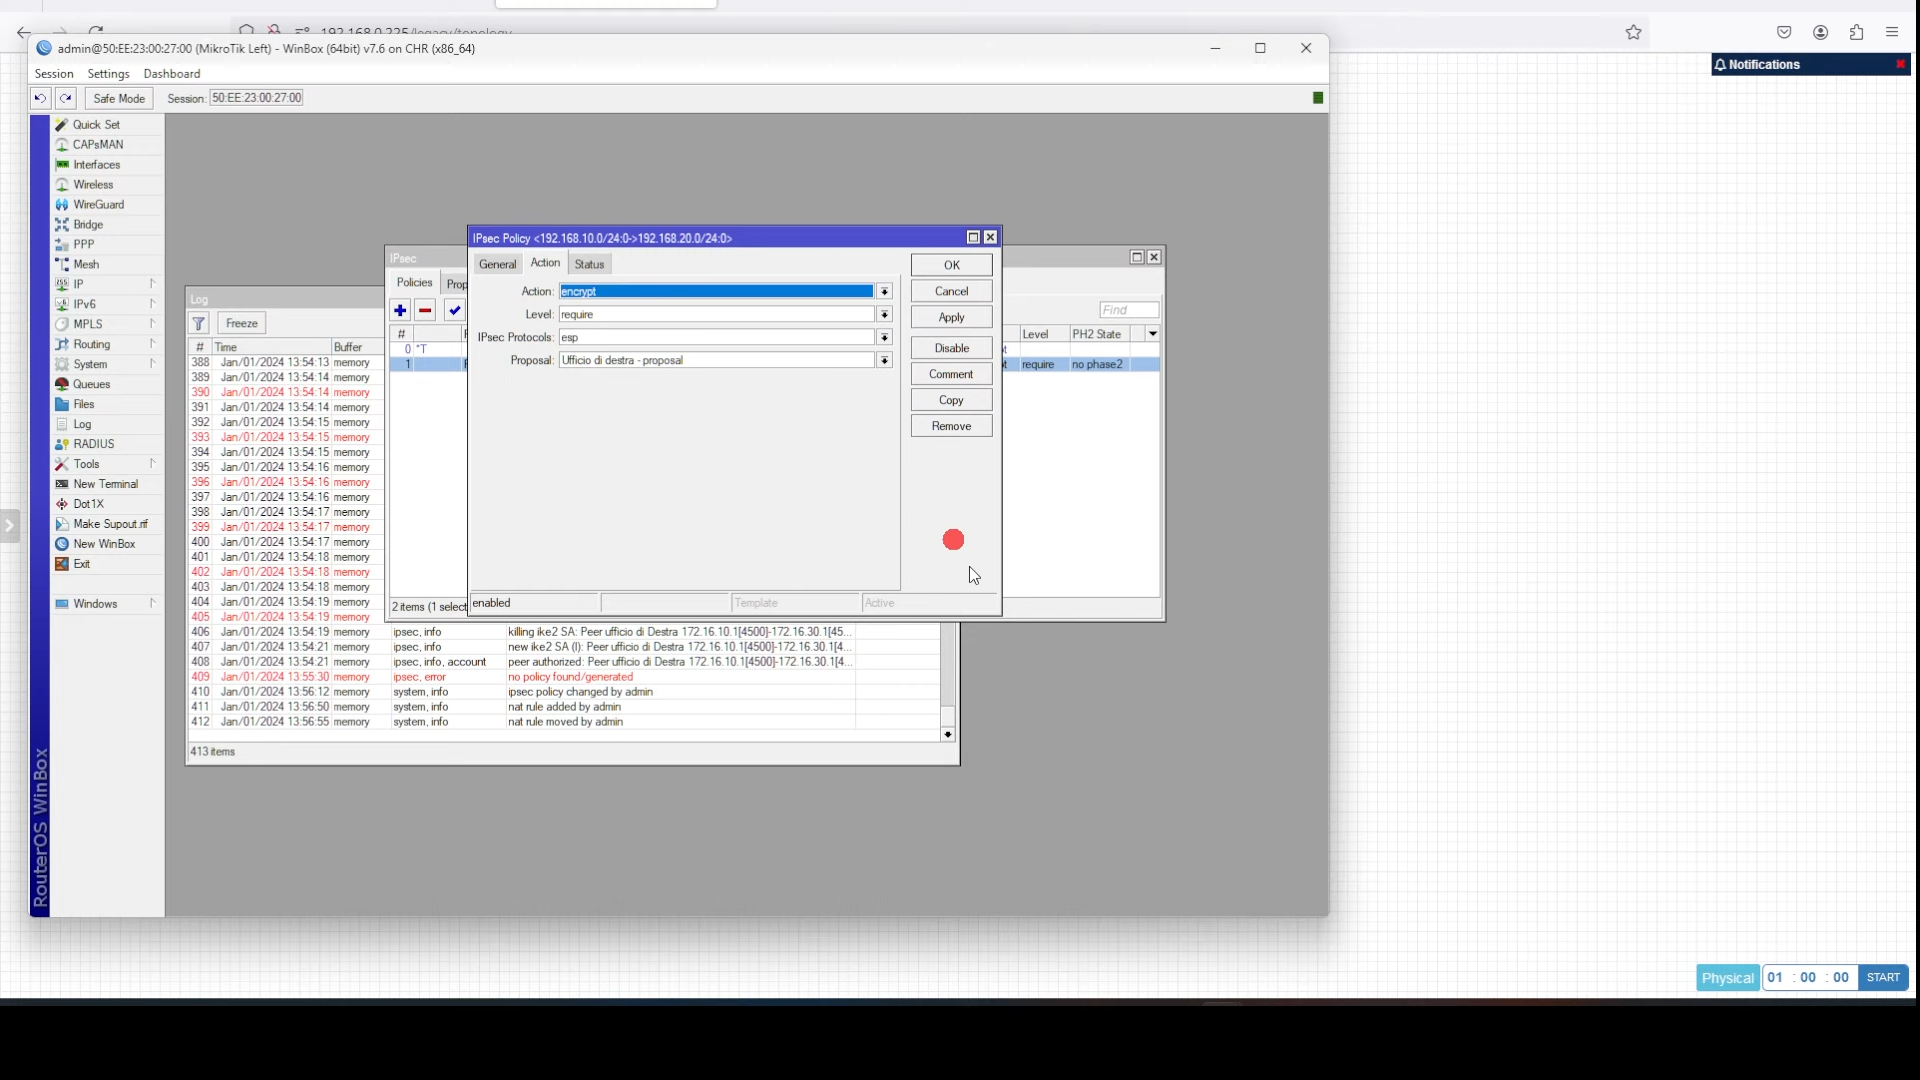 192.168.0.225/legacy/topology
admin@50:EE:23:00:27:00 (MikroTik Left) - WinBox (64bit) v7.6 on CHR (x86_64)
Notifications
Session Settings Dashboard
Safe Mode Session: 50:EE:23:00:27:00
Quick Set
CAPsMAN
Interfaces
Wireless
WireGuard
Bridge
PPP
Mesh
IP
IPv6
MPLS
Routing
System
Queues
Files
Log
RADIUS
Tools
New Terminal
Dot1X
Make Supout.rif
New WinBox
Exit
Windows
RouterOS WinBox
IPsec Policy <192.168.10.0/24:0->192.168.20.0/24:0>
General Action Status
Action: encrypt
Level: require
IPsec Protocols: esp
Proposal: Ufficio di destra - proposal
OK
Cancel
Apply
Disable
Comment
Copy
Remove
enabled Template Active
IPsec
Policies Prop
Find
# Level PH2 State
0 *T
1 require no phase2
2 items (1 select
Log
Freeze
# Time Buffer
388 Jan/01/2024 13:54:13 memory
389 Jan/01/2024 13:54:14 memory
390 Jan/01/2024 13:54:14 memory
391 Jan/01/2024 13:54:14 memory
392 Jan/01/2024 13:54:15 memory
393 Jan/01/2024 13:54:15 memory
394 Jan/01/2024 13:54:15 memory
395 Jan/01/2024 13:54:16 memory
396 Jan/01/2024 13:54:16 memory
397 Jan/01/2024 13:54:16 memory
398 Jan/01/2024 13:54:17 memory
399 Jan/01/2024 13:54:17 memory
400 Jan/01/2024 13:54:17 memory
401 Jan/01/2024 13:54:18 memory
402 Jan/01/2024 13:54:18 memory
403 Jan/01/2024 13:54:18 memory
404 Jan/01/2024 13:54:19 memory
405 Jan/01/2024 13:54:19 memory
406 Jan/01/2024 13:54:19 memory ipsec, info killing ike2 SA: Peer ufficio di Destra 172.16.10.1[4500]-172.16.30.1[45...
407 Jan/01/2024 13:54:21 memory ipsec, info new ike2 SA (I): Peer ufficio di Destra 172.16.10.1[4500]-172.16.30.1[4...
408 Jan/01/2024 13:54:21 memory ipsec, info, account peer authorized: Peer ufficio di Destra 172.16.10.1[4500]-172.16.30.1[4...
409 Jan/01/2024 13:55:30 memory ipsec, error no policy found/generated
410 Jan/01/2024 13:56:12 memory system, info ipsec policy changed by admin
411 Jan/01/2024 13:56:50 memory system, info nat rule added by admin
412 Jan/01/2024 13:56:55 memory system, info nat rule moved by admin
413 items
Physical 01 : 00 : 00 START